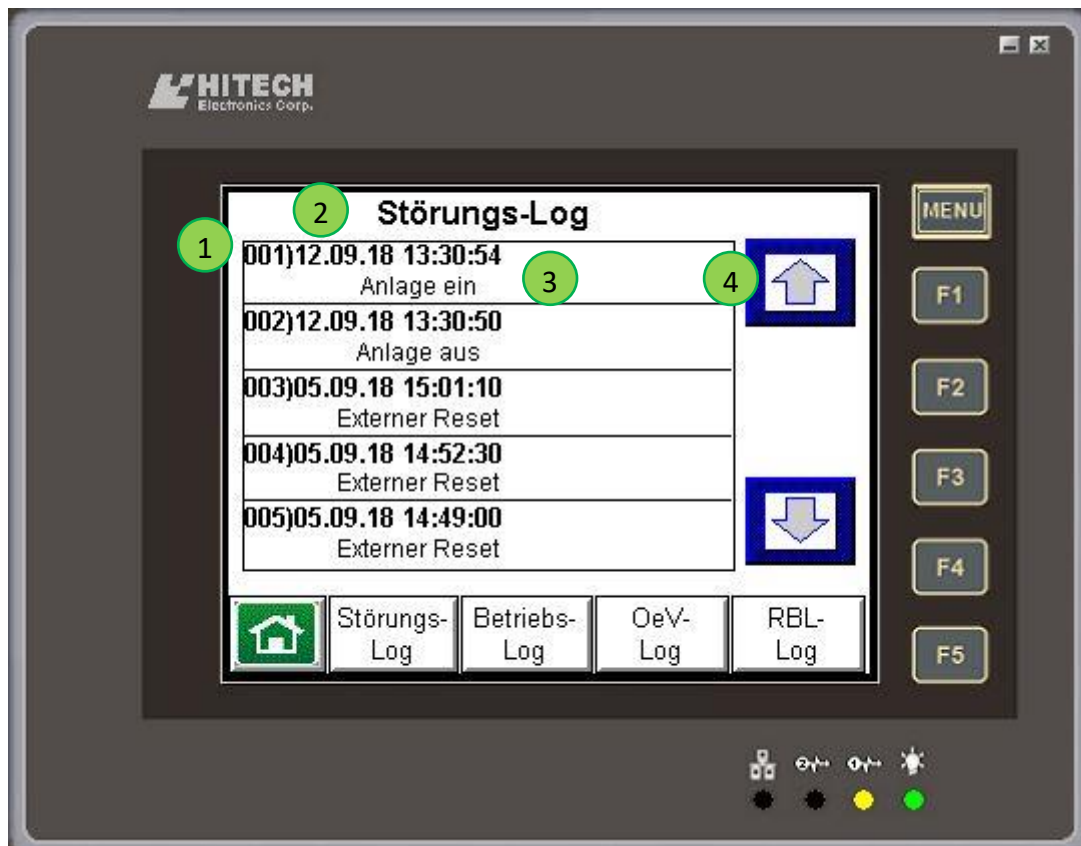 HITECH
Electronics Corp.
2
Störungs-Log
MENU
1
001)12.09.18 13:30:54
Anlage ein
3
4
F1
002)12.09.18 13:30:50
Anlage aus
003)05.09.18 15:01:10
Externer Reset
F2
004)05.09.18 14:52:30
Externer Reset
F3
005)05.09.18 14:49:00
Externer Reset
F4
Störungs-
Log
Betriebs-
Log
OeV-
Log
RBL-
Log
F5
2
1